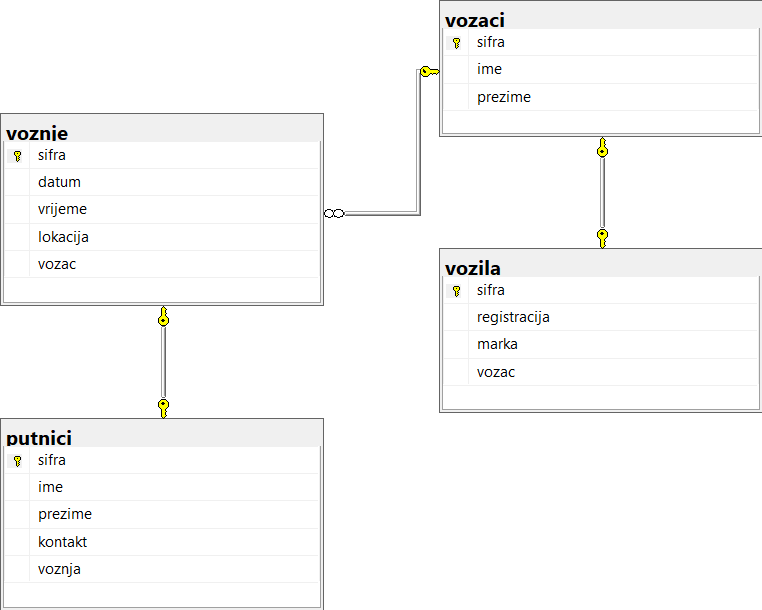 vozaci
sifra
ime
prezime
voznje
sifra
datum
vrijeme
lokacija
vozac
vozila
sifra
registracija
marka
vozac
putnici
sifra
ime
prezime
kontakt
voznja